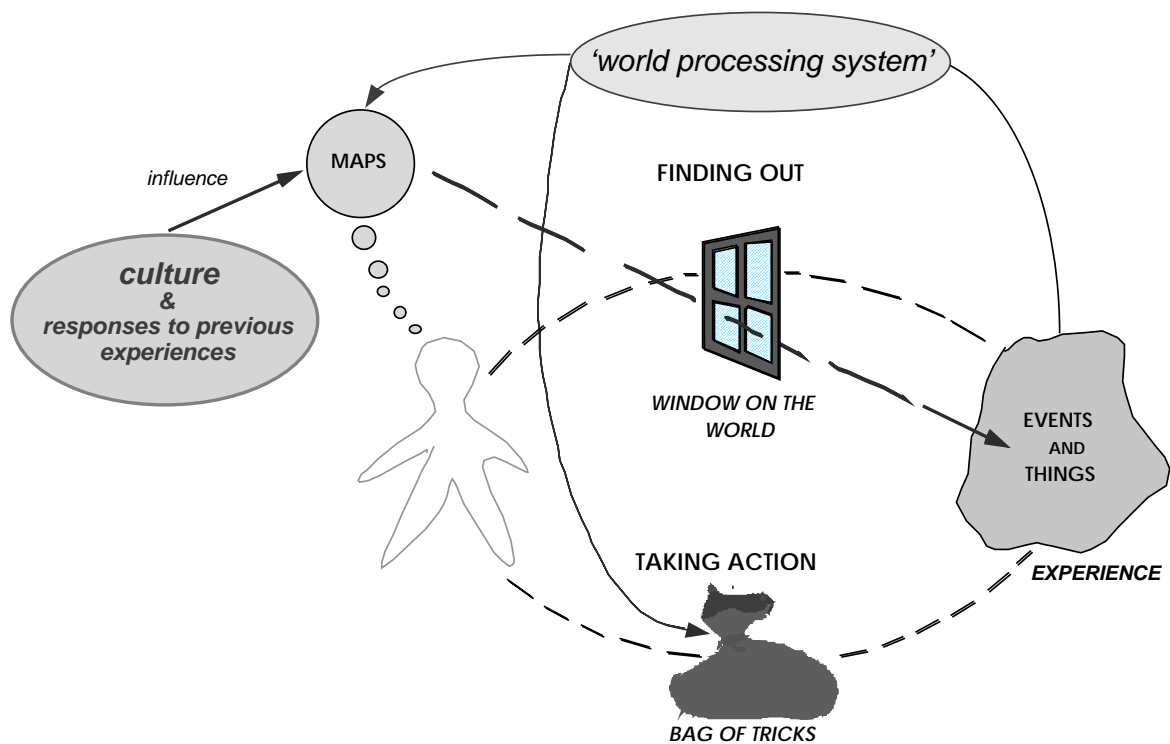 ‘world processing system’
MAPS
FINDING OUT
influence
culture
&
responses to previous
experiences
WINDOW ON THE
WORLD
EVENTS
AND
THINGS
TAKING ACTION
EXPERIENCE
BAG OF TRICKS